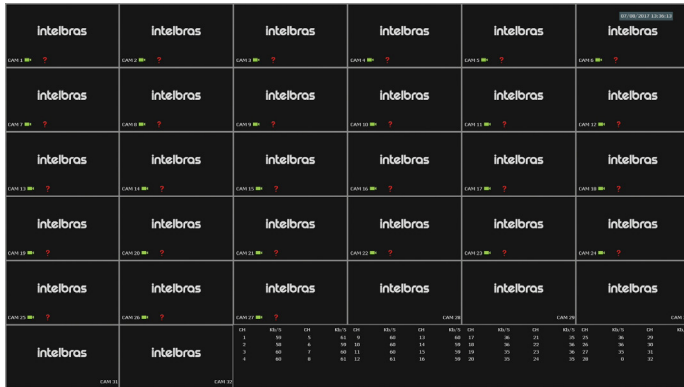 07/08/2017 13:35:13
intelbras intelbras intelbras intelbras intelbras intelbras
CAM 1 ? CAM 2 ? CAM 3 ? CAM 4 ? CAM 5 ? CAM 6 ?
intelbras intelbras intelbras intelbras intelbras intelbras
CAM 7 ? CAM 8 ? CAM 9 ? CAM 10 ? CAM 11 ? CAM 12 ?
intelbras intelbras intelbras intelbras intelbras intelbras
CAM 13 ? CAM 14 ? CAM 15 ? CAM 16 ? CAM 17 ? CAM 18 ?
intelbras intelbras intelbras intelbras intelbras intelbras
CAM 19 ? CAM 20 ? CAM 21 ? CAM 22 ? CAM 23 ? CAM 24 ?
intelbras intelbras intelbras intelbras intelbras intelbras
CAM 25 ? CAM 26 ? CAM 27 ? CAM 28 CAM 29 CAM
intelbras intelbras
CAM 31 CAM 32
CH Kb/S CH Kb/S CH Kb/S CH Kb/S CH Kb/S CH Kb/S CH Kb/S CH
1 59 5 61 9 60 13 60 17 36 21 35 25 36 29
2 58 6 59 10 60 14 59 18 36 22 36 26 36 30
3 60 7 60 11 60 15 59 19 35 23 36 27 35 31
4 60 8 61 12 61 16 59 20 35 24 35 28 0 32